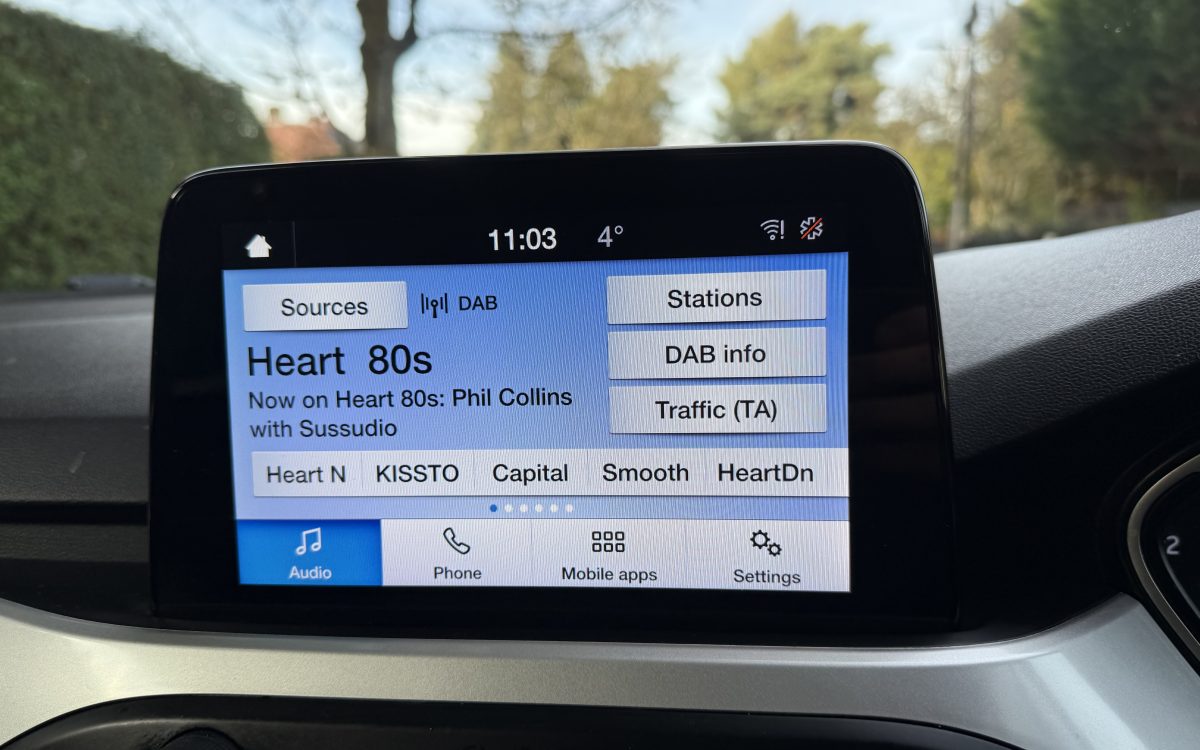 11:03 4°
Sources DAB
Stations
Heart 80s
DAB info
Now on Heart 80s: Phil Collins
with Sussudio
Traffic (TA)
Heart N KISSTO Capital Smooth HeartDn
Audio Phone Mobile apps Settings
2